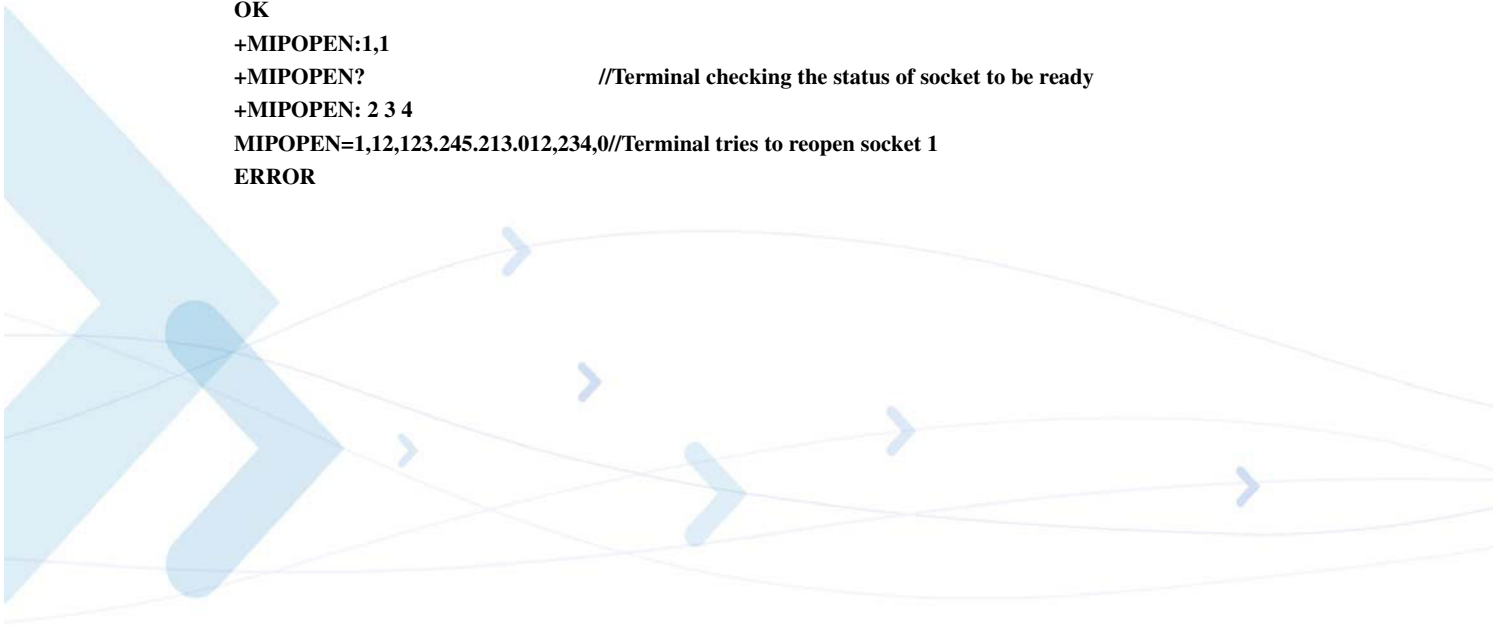 OK
+MIPOPEN:1,1
+MIPOPEN? //Terminal checking the status of socket to be ready
+MIPOPEN: 2 3 4
MIPOPEN=1,12,123.245.213.012,234,0//Terminal tries to reopen socket 1
ERROR